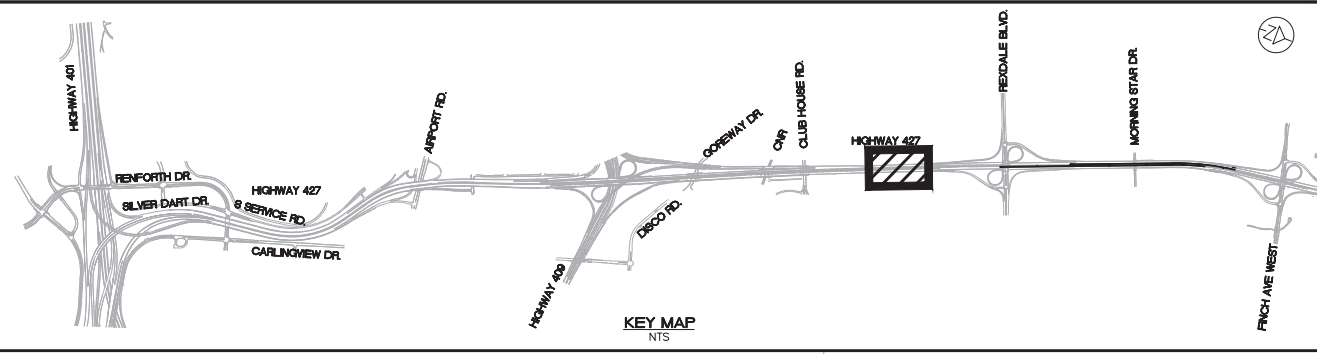 HIGHWAY 401
RENFORTH DR.
SILVER DART DR.
HIGHWAY 427
S SERVICE RD.
CARLINGVIEW DR.
AIRPORT RD.
HIGHWAY 409
DISCO RD.
GOREWAY DR.
CNR
CLUB HOUSE RD.
HIGHWAY 427
REXDALE BLVD.
MORNING STAR DR.
FINCH AVE WEST
N
KEY MAP
NTS